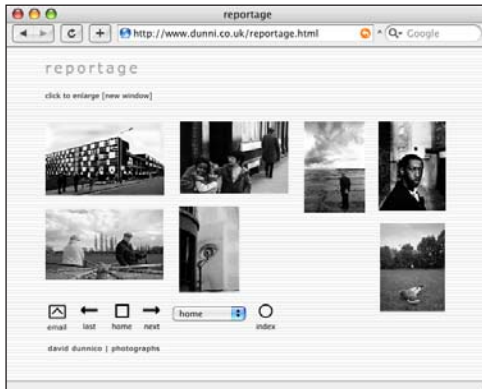 reportage
http://www.dunni.co.uk/reportage.html
Google
reportage
click to enlarge [new window]
home
email last home next index
david dunnico | photographs